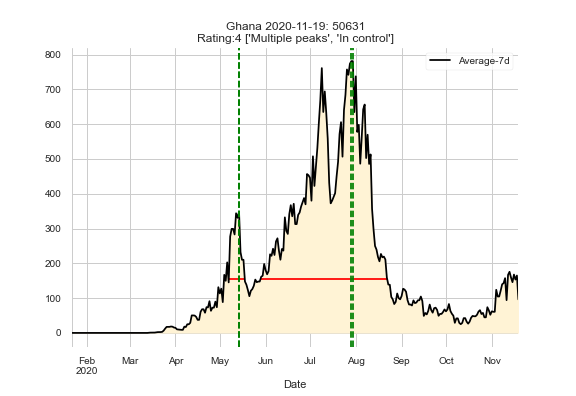 Ghana 2020-11-19: 50631
Rating:4 ['Multiple peaks', 'In control']
Average-7d
800
700
600
500
400
300
200
100
0
Feb Mar Apr May Jun Jul Aug Sep Oct Nov
2020
Date